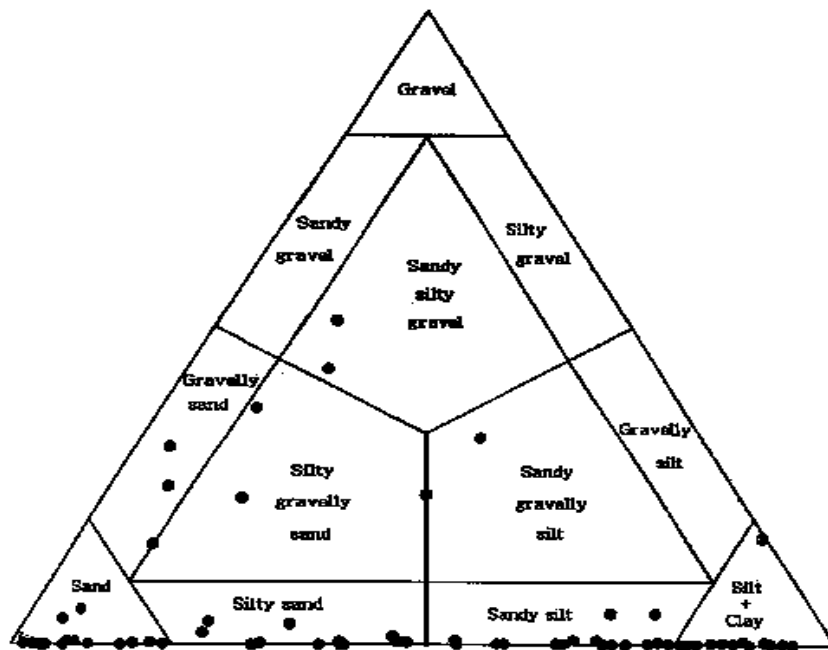 Gravel
Sandy
gravel
Silty
gravel
Sandy
silty
gravel
Gravelly
sand
Gravelly
silt
Silty
gravelly
sand
Sandy
gravelly
silt
Sand
Silty sand
Sandy silt
Silt
+
Clay